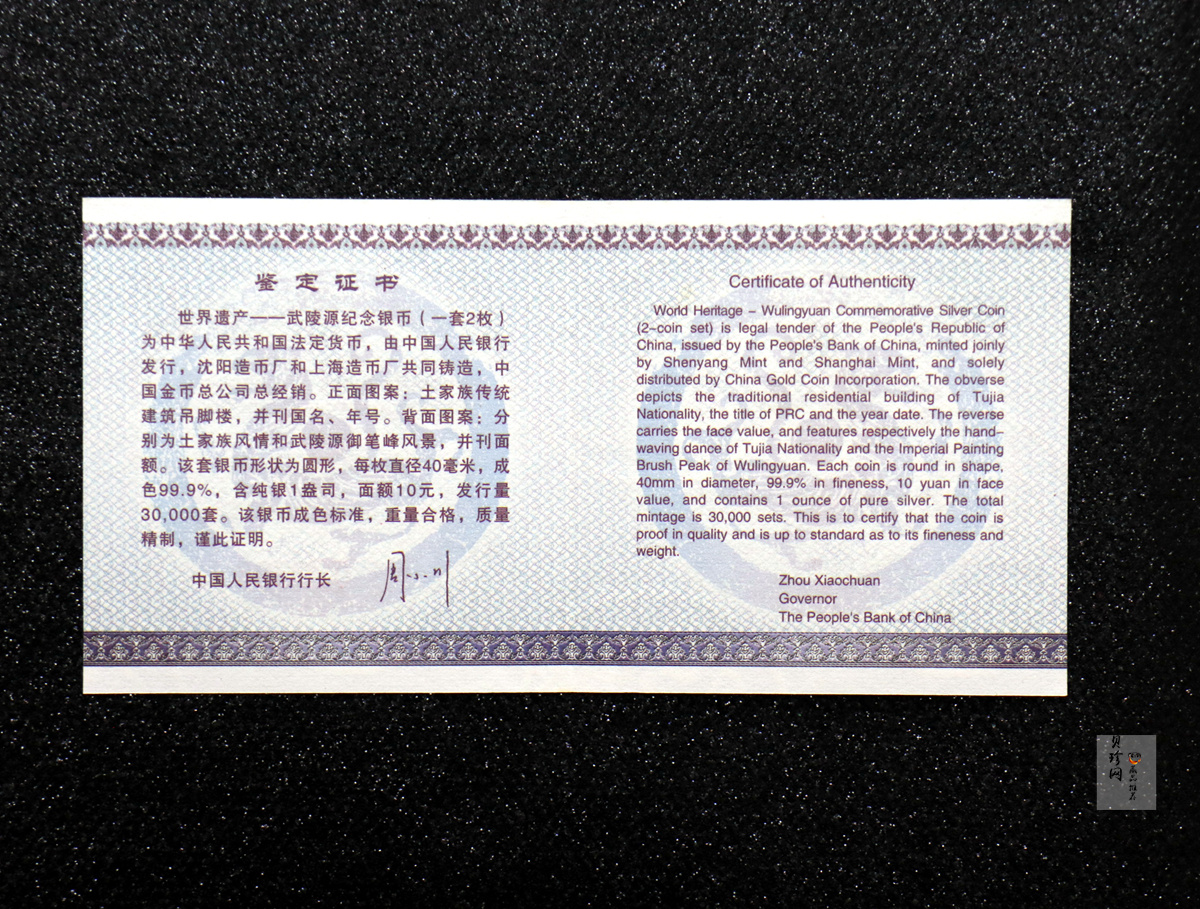 鉴定证书
世界遗产——武陵源纪念银币（一套2枚）
为中华人民共和国法定货币，由中国人民银行
发行，沈阳造币厂和上海造币厂共同铸造，中
国金币总公司总经销。正面图案：土家族传统
建筑吊脚楼，并刊国名、年号。背面图案：分
别为土家族风情和武陵源御笔峰风景，并刊面
额。该套银币形状为圆形，每枚直径40毫米，成
色99.9%，含纯银1盎司，面额10元，发行量
30,000套。该银币成色标准，重量合格，质量
精制，谨此证明。
中国人民银行行长
Certificate of Authenticity
World Heritage – Wulingyuan Commemorative Silver Coin
(2–coin set) is legal tender of the People's Republic of
China, issued by the People's Bank of China, minted joinly
by Shenyang Mint and Shanghai Mint, and solely
distributed by China Gold Coin Incorporation. The obverse
depicts the traditional residential building of Tujia
Nationality, the title of PRC and the year date. The reverse
carries the face value, and features respectively the hand–
waving dance of Tujia Nationality and the Imperial Painting
Brush Peak of Wulingyuan. Each coin is round in shape,
40mm in diameter, 99.9% in fineness, 10 yuan in face
value, and contains 1 ounce of pure silver. The total
mintage is 30,000 sets. This is to certify that the coin is
proof in quality and is up to standard as to its fineness and
weight.
Zhou Xiaochuan
Governor
The People's Bank of China